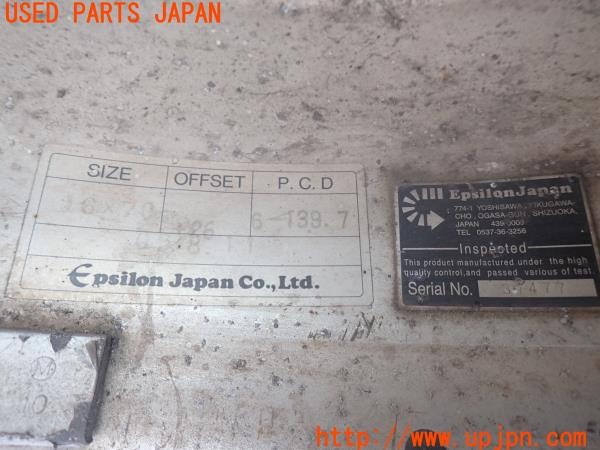 USED PARTS JAPAN
SIZE OFFSET P.C.D
6-139.7
Epsilon Japan Co.,Ltd.
EpsilonJapan
774-1 YOSHISAWA, KIKUGAWA-
CHO, OGASA-GUN, SHIZUOKA,
JAPAN 439-0009
TEL 0537-36-3256
Inspected
This product manufactured under the high
quality control,and passed various of test.
Serial No.
http://www.upjpn.com/